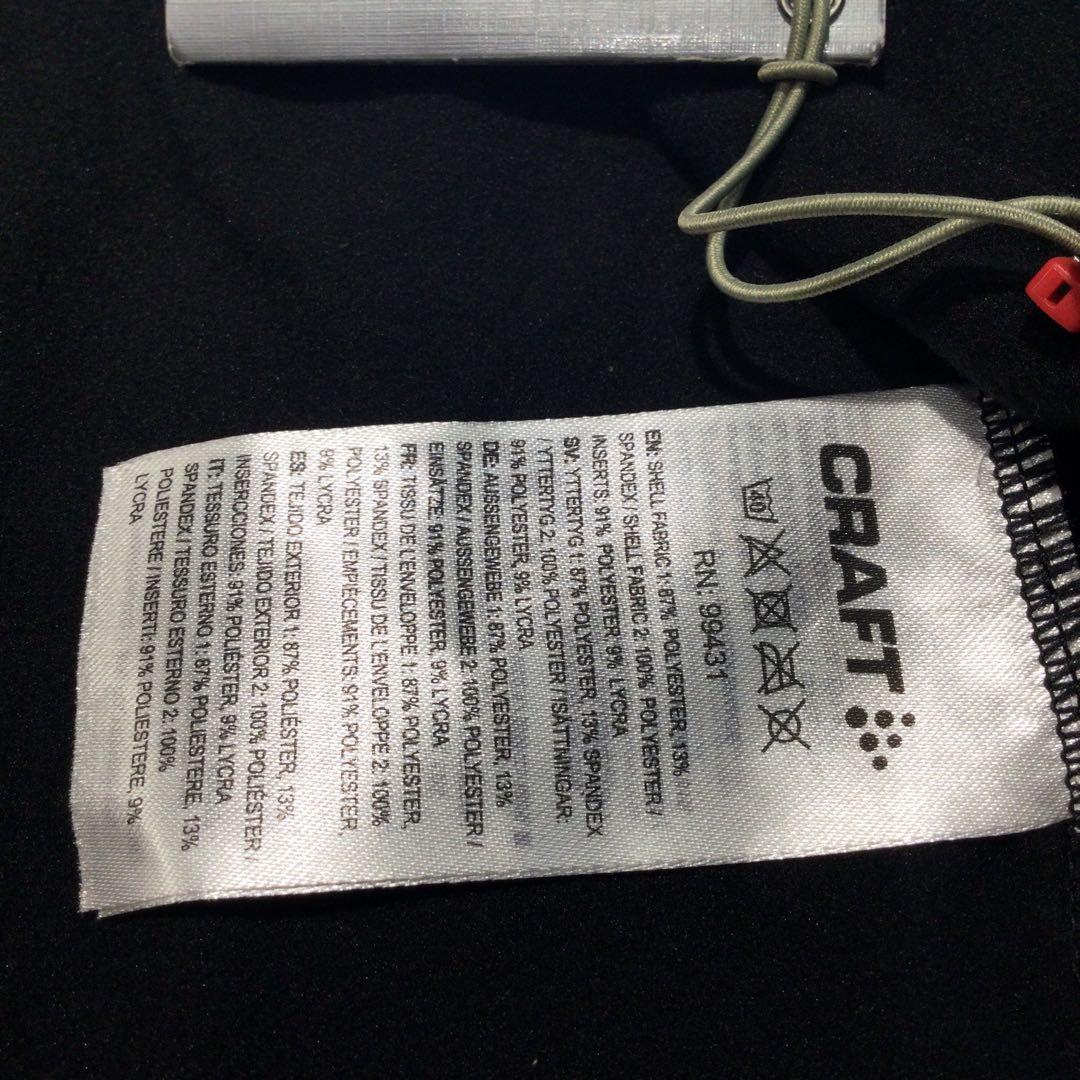 CRAFT
40
RN: 99431
EN: SHELL FABRIC 1: 87% POLYESTER, 13%
SPANDEX / SHELL FABRIC 2: 100% POLYESTER /
INSERTS: 91% POLYESTER, 9% LYCRA
SV: YTTERTYG 1: 87% POLYESTER, 13% SPANDEX
/ YTTERTYG 2: 100% POLYESTER / ISÄTTNINGAR:
91% POLYESTER, 9% LYCRA
DE: AUSSENGEWEBE 1: 87% POLYESTER, 13%
SPANDEX / AUSSENGEWEBE 2: 100% POLYESTER /
EINSÄTZE: 91% POLYESTER, 9% LYCRA
FR: TISSU DE L'ENVELOPPE 1: 87% POLYESTER,
13% SPANDEX / TISSU DE L'ENVELOPPE 2: 100%
POLYESTER / EMPIÈCEMENTS: 91% POLYESTER,
9% LYCRA
ES: TEJIDO EXTERIOR 1: 87% POLIÉSTER, 13%
SPANDEX / TEJIDO EXTERIOR 2: 100% POLIÉSTER /
INSERCCIONES: 91% POLIÉSTER, 9% LYCRA
IT: TESSURO ESTERNO 1: 87% POLIESTERE, 13%
SPANDEX / TESSURO ESTERNO 2: 100%
POLIESTERE / INSERTI: 91% POLIESTERE, 9%
LYCRA